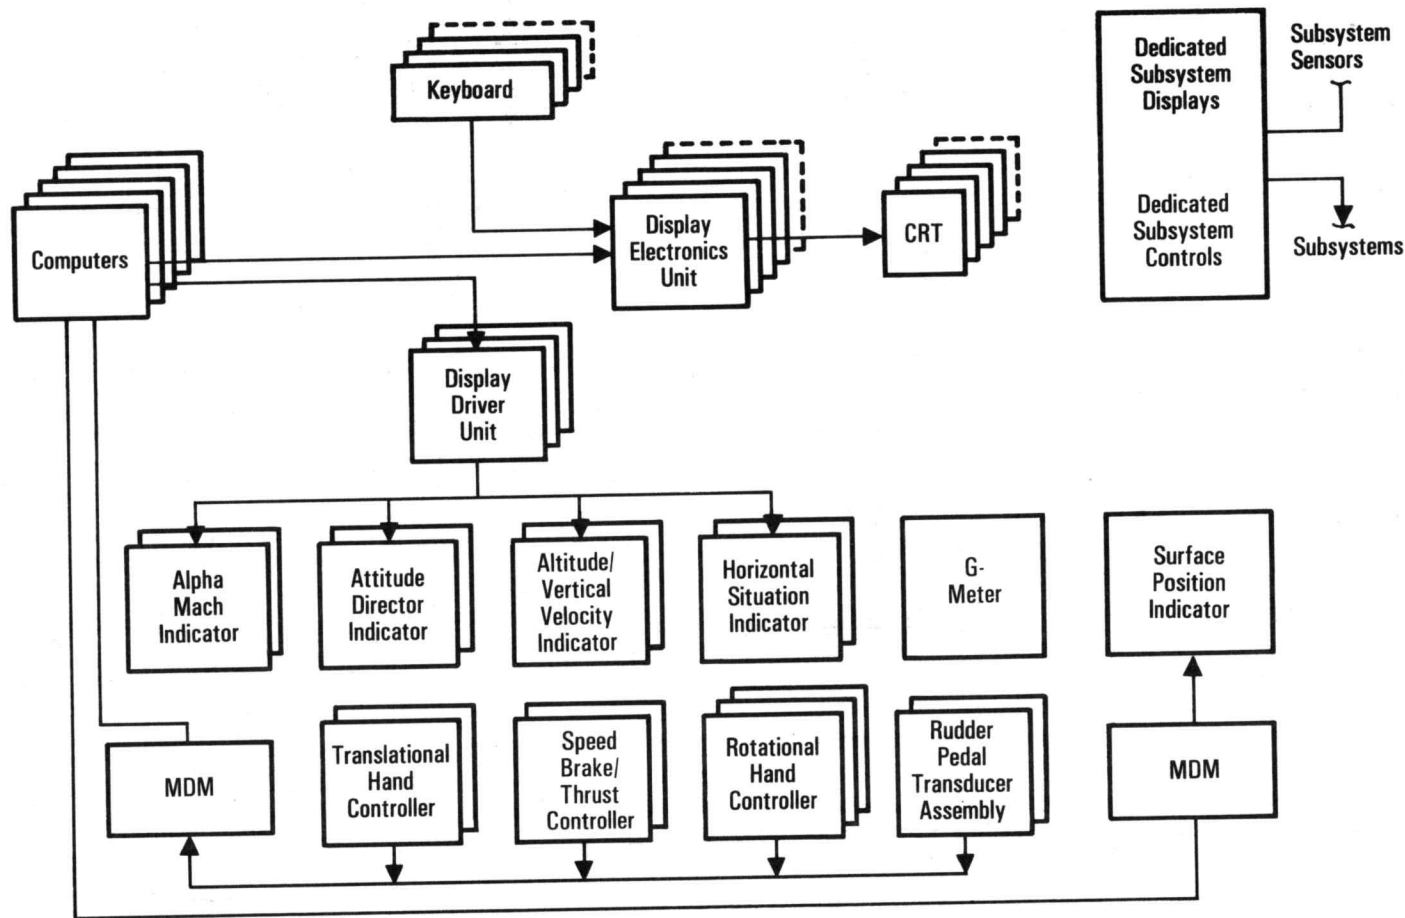 Keyboard
Dedicated
Subsystem
Displays
Subsystem
Sensors
Computers
Display
Electronics
Unit
CRT
Dedicated
Subsystem
Controls
Subsystems
Display
Driver
Unit
Alpha
Mach
Indicator
Attitude
Director
Indicator
Altitude/
Vertical
Velocity
Indicator
Horizontal
Situation
Indicator
G-
Meter
Surface
Position
Indicator
MDM
Translational
Hand
Controller
Speed
Brake/
Thrust
Controller
Rotational
Hand
Controller
Rudder
Pedal
Transducer
Assembly
MDM